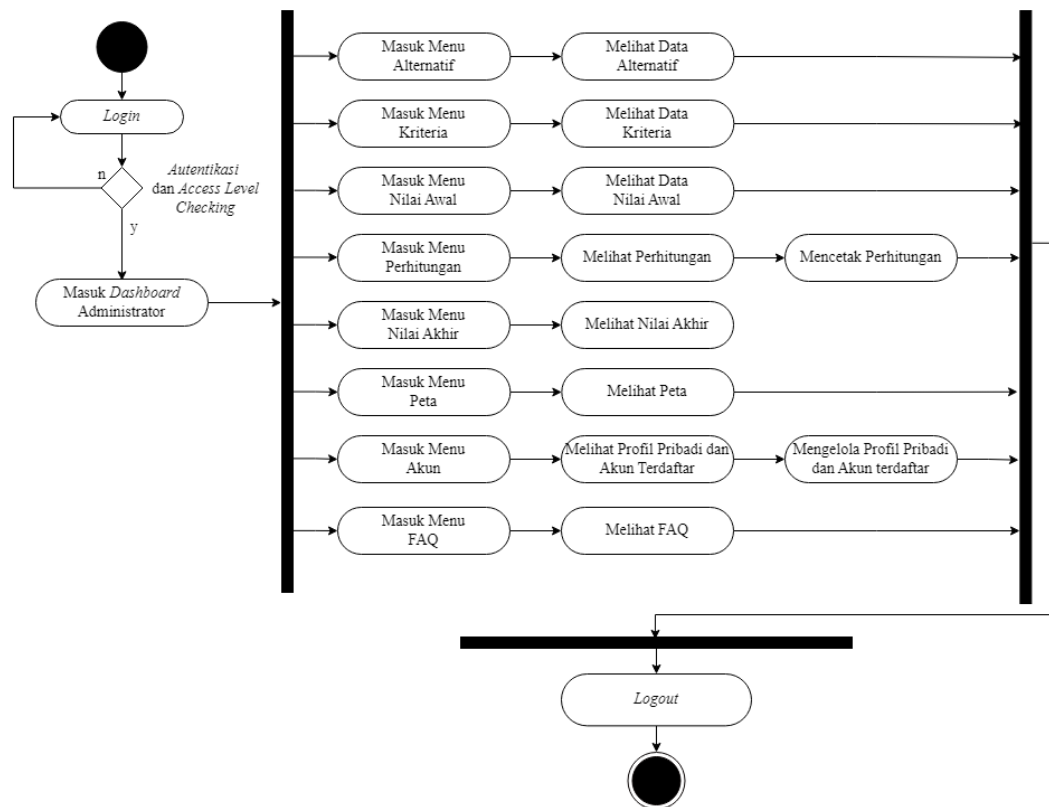 Login
n
Autentikasi
dan Access Level
Checking
y
Masuk Dashboard
Administrator
Masuk Menu
Alternatif
Melihat Data
Alternatif
Masuk Menu
Kriteria
Melihat Data
Kriteria
Masuk Menu
Nilai Awal
Melihat Data
Nilai Awal
Masuk Menu
Perhitungan
Melihat Perhitungan
Mencetak Perhitungan
Masuk Menu
Nilai Akhir
Melihat Nilai Akhir
Masuk Menu
Peta
Melihat Peta
Masuk Menu
Akun
Melihat Profil Pribadi dan
Akun Terdaftar
Mengelola Profil Pribadi
dan Akun terdaftar
Masuk Menu
FAQ
Melihat FAQ
Logout